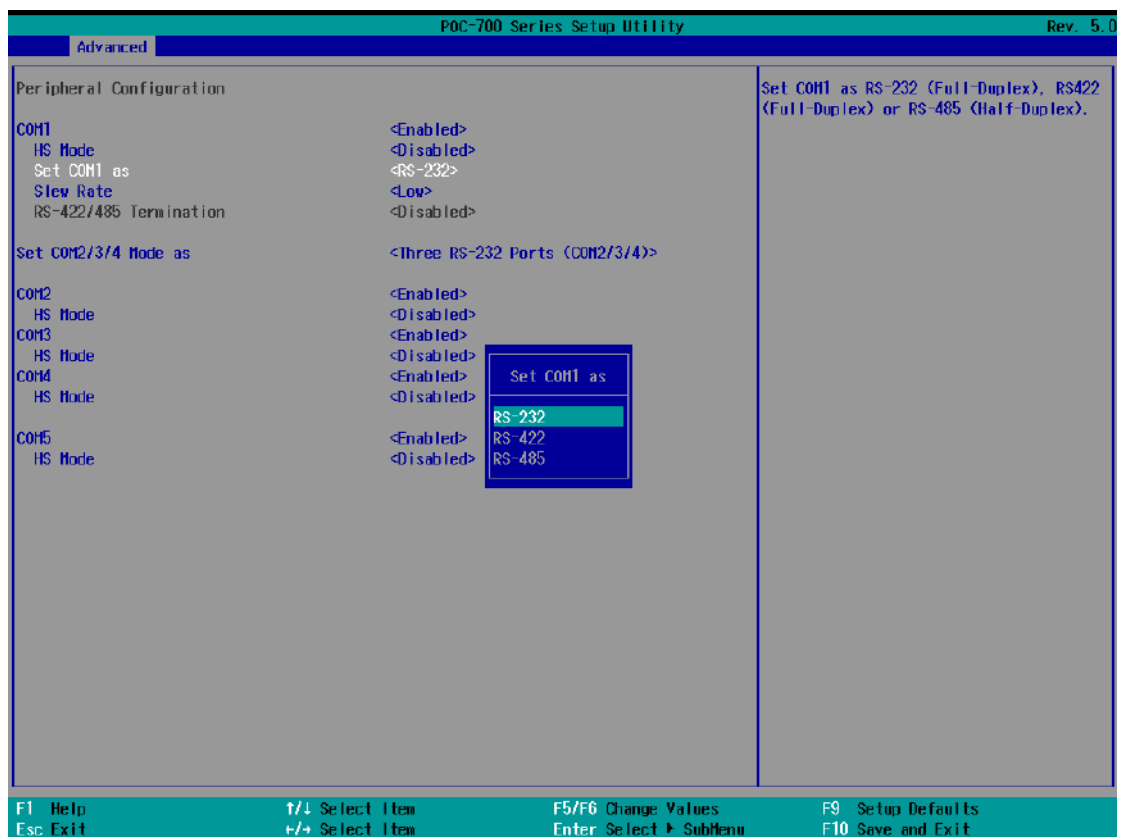 POC-700 Series Setup Utility Rev. 5.0
Advanced
Peripheral Configuration
COM1 <Enabled>
HS Mode <Disabled>
Set COM1 as <RS-232>
Slew Rate <Low>
RS-422/485 Termination <Disabled>
Set COM2/3/4 Mode as <Three RS-232 Ports (COM2/3/4)>
COM2 <Enabled>
HS Mode <Disabled>
COM3 <Enabled>
HS Mode <Disabled>
COM4 <Enabled>
HS Mode <Disabled>
COM5 <Enabled>
HS Mode <Disabled>
Set COM1 as
RS-232
RS-422
RS-485
Set COM1 as RS-232 (Full-Duplex), RS422
(Full-Duplex) or RS-485 (Half-Duplex).
F1 Help ↑/↓ Select Item F5/F6 Change Values F9 Setup Defaults
Esc Exit ←/→ Select Item Enter Select ▶ SubMenu F10 Save and Exit